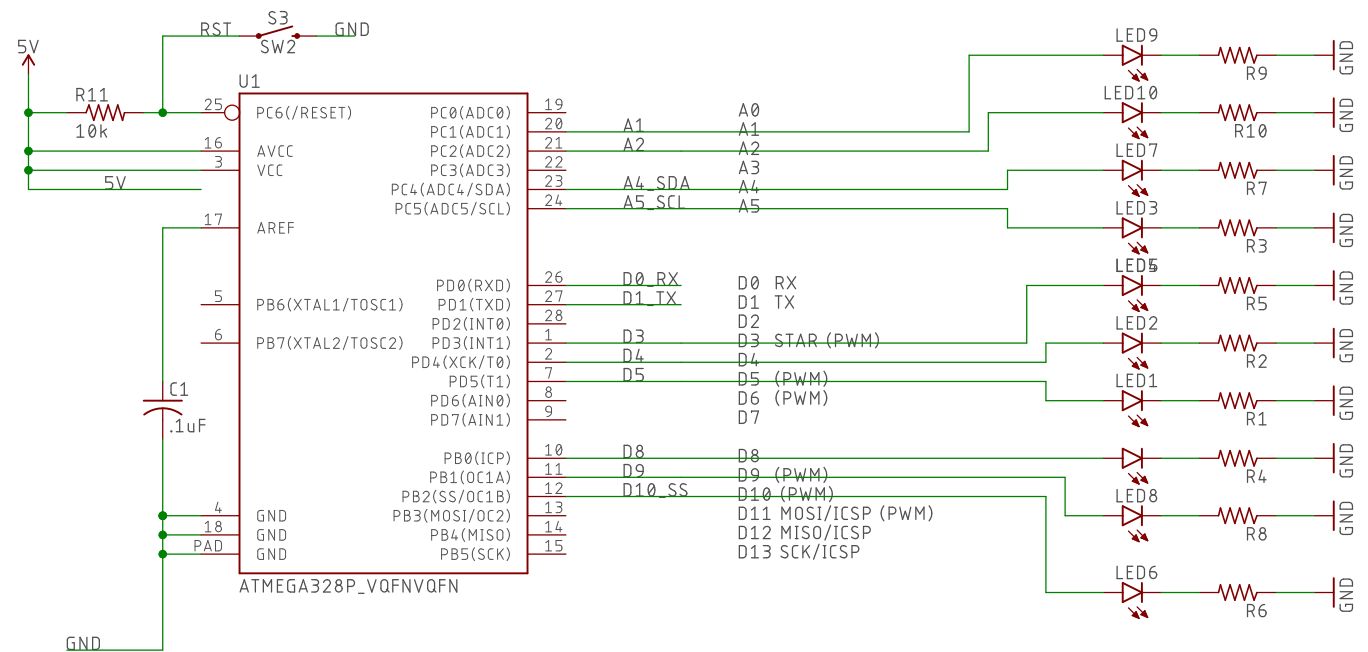 S3
RST
GND
SW2
5V
U1
R11
10k
25
PC6(/RESET)
16
AVCC
3
VCC
5V
17
AREF
5
PB6(XTAL1/TOSC1)
6
PB7(XTAL2/TOSC2)
C1
.1uF
4
GND
18
GND
PAD
GND
ATMEGA328P_VQFNVQFN
GND
PC0(ADC0) 19 A0
PC1(ADC1) 20 A1 A1
PC2(ADC2) 21 A2 A2
PC3(ADC3) 22 A3
PC4(ADC4/SDA) 23 A4_SDA A4
PC5(ADC5/SCL) 24 A5_SCL A5
PD0(RXD) 26 D0_RX D0 RX
PD1(TXD) 27 D1_TX D1 TX
PD2(INT0) 28 D2
PD3(INT1) 1 D3 D3 STAR (PWM)
PD4(XCK/T0) 2 D4 D4
PD5(T1) 7 D5 D5 (PWM)
PD6(AIN0) 8 D6 (PWM)
PD7(AIN1) 9 D7
PB0(ICP) 10 D8 D8
PB1(OC1A) 11 D9 D9 (PWM)
PB2(SS/OC1B) 12 D10_SS D10 (PWM)
PB3(MOSI/OC2) 13 D11 MOSI/ICSP (PWM)
PB4(MISO) 14 D12 MISO/ICSP
PB5(SCK) 15 D13 SCK/ICSP
LED9
R9
GND
LED10
R10
GND
LED7
R7
GND
LED3
R3
GND
R5
GND
LED2
R2
GND
LED1
R1
GND
R4
GND
LED8
R8
GND
LED6
R6
GND